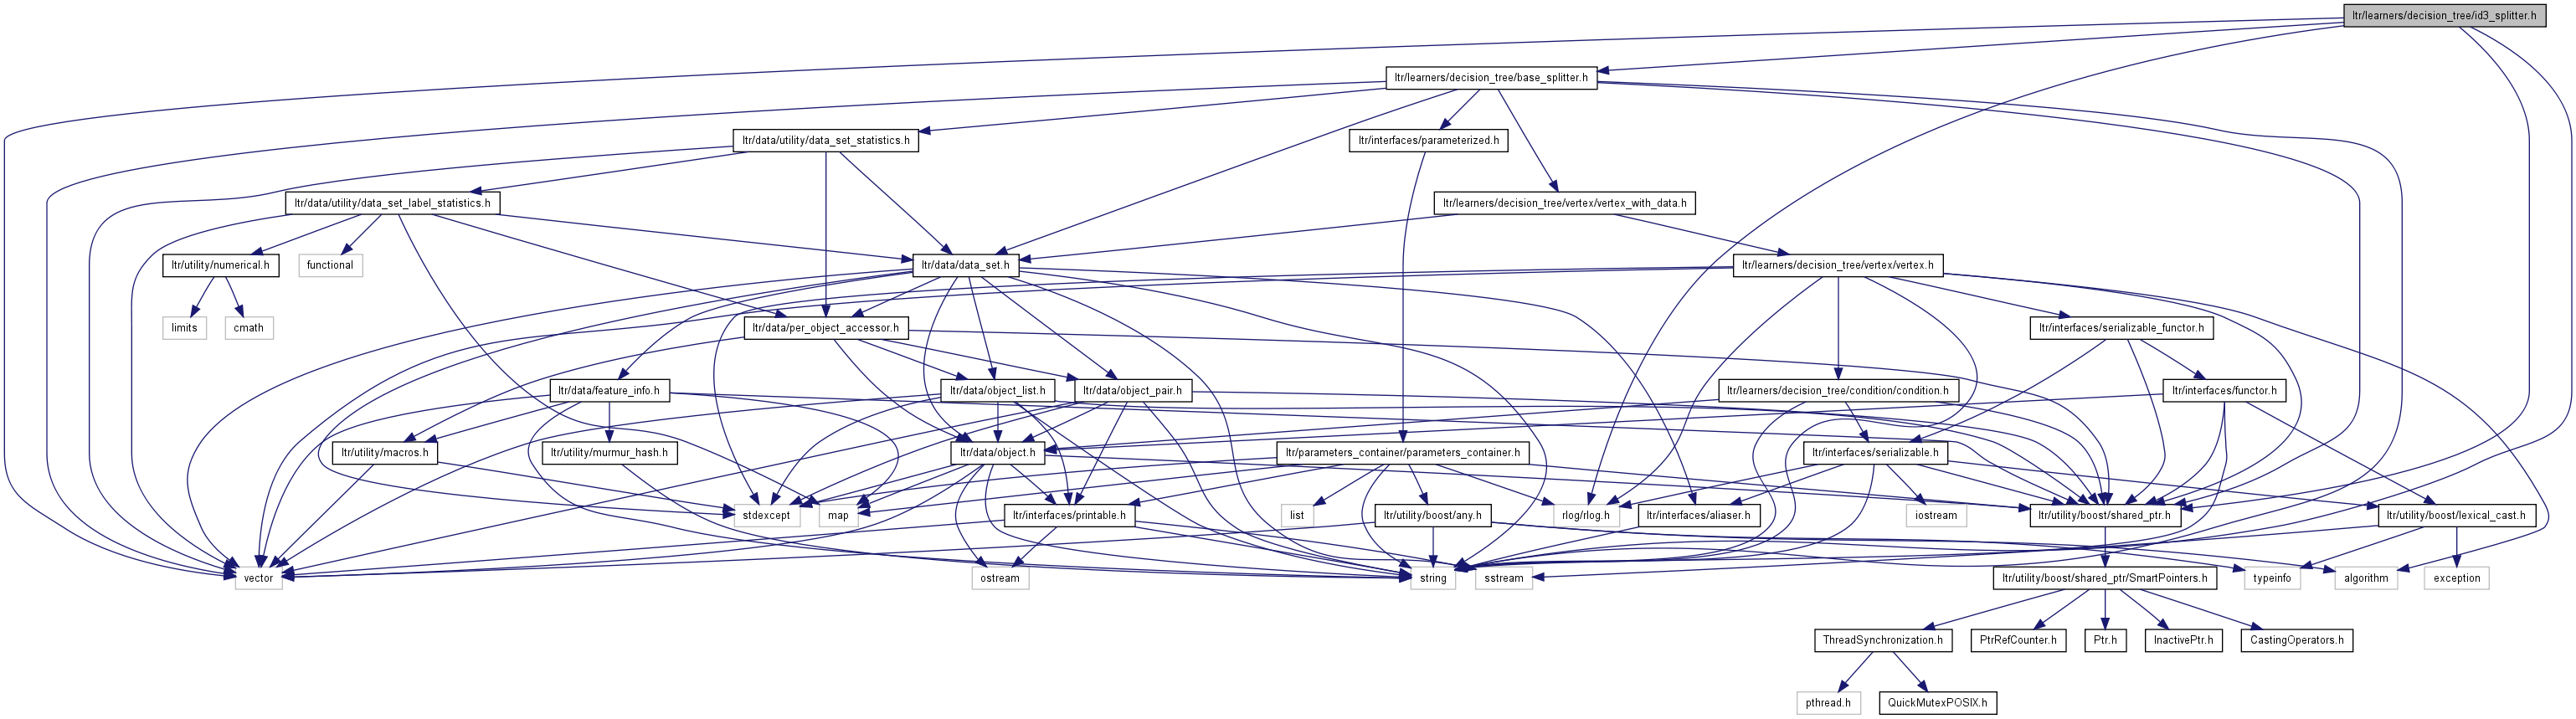 ltr/learners/decision_tree/id3_splitter.h
ltr/learners/decision_tree/base_splitter.h
ltr/data/utility/data_set_statistics.h
ltr/interfaces/parameterized.h
ltr/data/utility/data_set_label_statistics.h
ltr/learners/decision_tree/vertex/vertex_with_data.h
ltr/utility/numerical.h
functional
ltr/data/data_set.h
ltr/learners/decision_tree/vertex/vertex.h
limits
cmath
ltr/data/per_object_accessor.h
ltr/interfaces/serializable_functor.h
ltr/data/feature_info.h
ltr/data/object_list.h
ltr/data/object_pair.h
ltr/learners/decision_tree/condition/condition.h
ltr/interfaces/functor.h
ltr/utility/macros.h
ltr/utility/murmur_hash.h
ltr/data/object.h
ltr/parameters_container/parameters_container.h
ltr/interfaces/serializable.h
stdexcept
map
ltr/interfaces/printable.h
list
ltr/utility/boost/any.h
rlog/rlog.h
ltr/interfaces/aliaser.h
iostream
ltr/utility/boost/shared_ptr.h
ltr/utility/boost/lexical_cast.h
vector
ostream
string
sstream
ltr/utility/boost/shared_ptr/SmartPointers.h
typeinfo
algorithm
exception
ThreadSynchronization.h
PtrRefCounter.h
Ptr.h
InactivePtr.h
CastingOperators.h
pthread.h
QuickMutexPOSIX.h